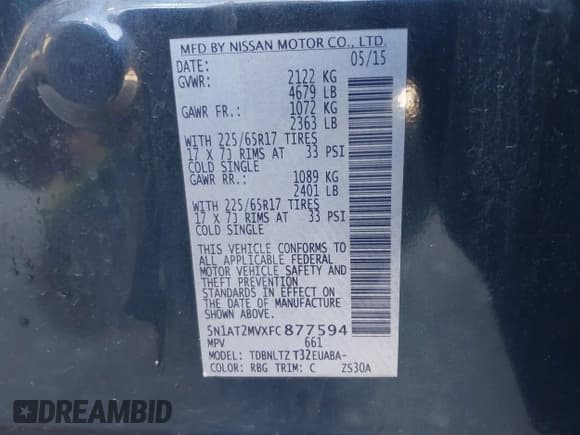 MFD BY NISSAN MOTOR CO., LTD.
DATE: 05/15
GVWR: 2122 KG
4679 LB
GAWR FR.: 1072 KG
2363 LB
WITH 225/65R17 TIRES
17 X 7J RIMS AT 33 PSI
COLD SINGLE
GAWR RR.: 1089 KG
2401 LB
WITH 225/65R17 TIRES
17 X 7J RIMS AT 33 PSI
COLD SINGLE
THIS VEHICLE CONFORMS TO
ALL APPLICABLE FEDERAL
MOTOR VEHICLE SAFETY AND
THEFT PREVENTION
STANDARDS IN EFFECT ON
THE DATE OF MANUFACTURE
SHOWN ABOVE.
5N1AT2MVXFC877594
MPV 661
MODEL: TDBNLTZ T32EUABA-
COLOR: RBG TRIM: C ZS30A
DREAMBID